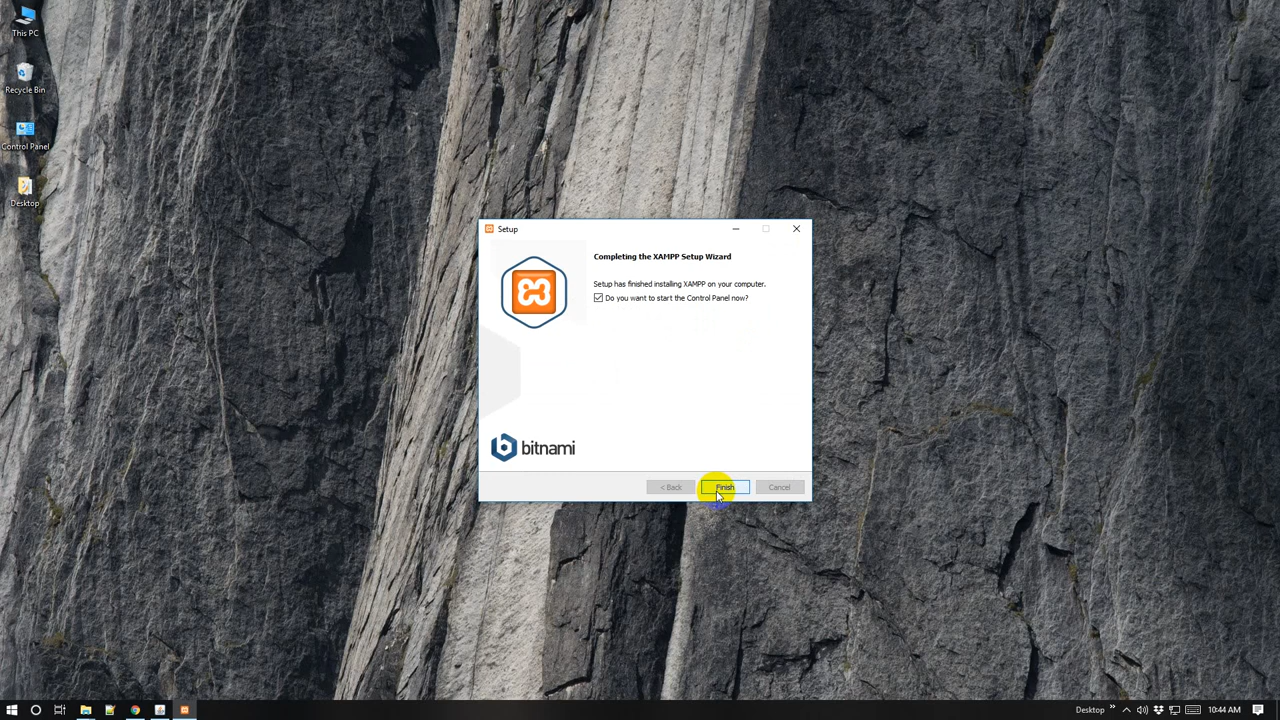 This PC
Recycle Bin
Control Panel
Desktop
Setup
Completing the XAMPP Setup Wizard
Setup has finished installing XAMPP on your computer.
Do you want to start the Control Panel now?
bitnami
< Back
Finish
Cancel
Desktop
10:44 AM